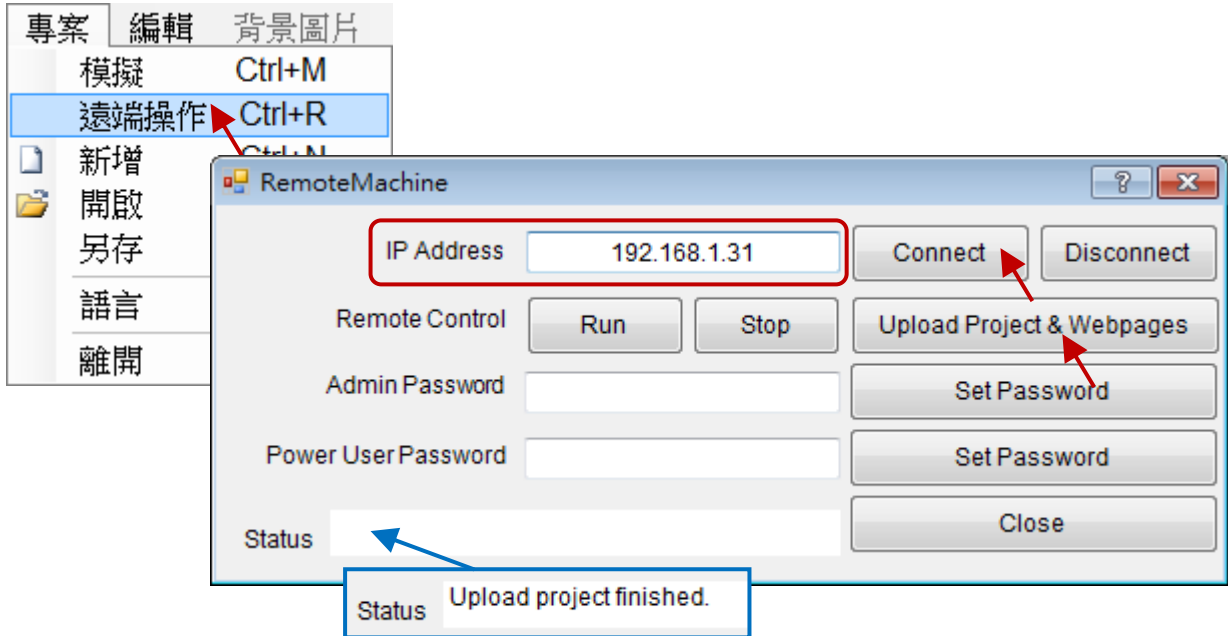 專案 編輯 背景圖片
模擬 Ctrl+M
遠端操作 Ctrl+R
新增 Ctrl+N
開啟
另存
語言
離開
RemoteMachine
IP Address 192.168.1.31 Connect Disconnect
Remote Control Run Stop Upload Project & Webpages
Admin Password Set Password
Power User Password Set Password
Status Close
Status Upload project finished.